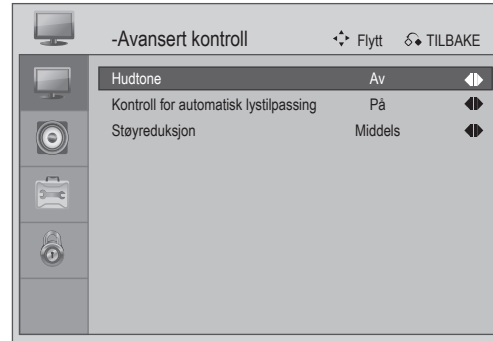 -Avansert kontroll Flytt TILBAKE
Hudtone Av
Kontroll for automatisk lystilpassing På
Støyreduksjon Middels